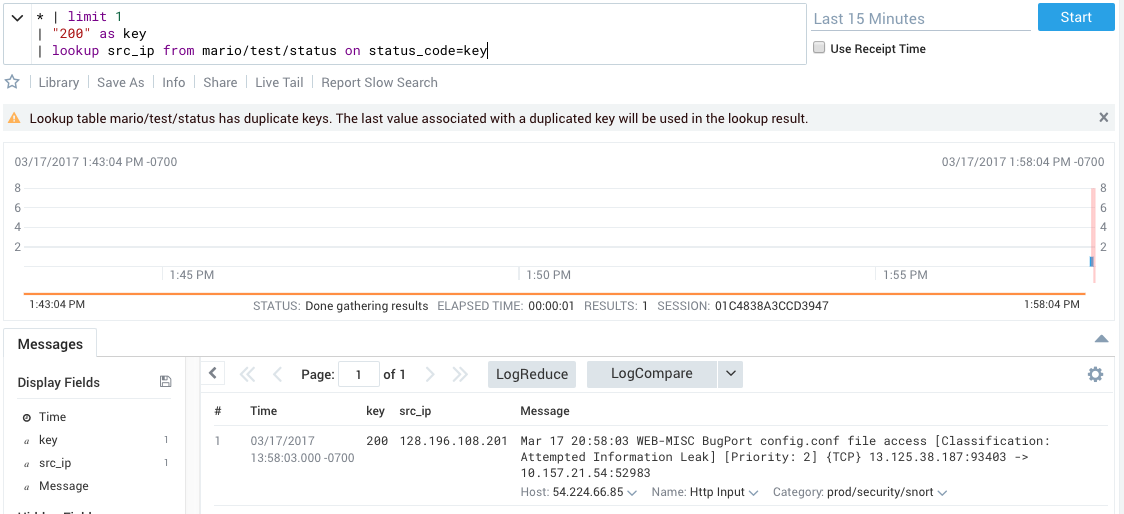 * | limit 1
| "200" as key
| lookup src_ip from mario/test/status on status_code=key
Last 15 Minutes
Start
Use Receipt Time
Library
Save As
Info
Share
Live Tail
Report Slow Search
Lookup table mario/test/status has duplicate keys. The last value associated with a duplicated key will be used in the lookup result.
03/17/2017 1:43:04 PM -0700
03/17/2017 1:58:04 PM -0700
8
6
4
2
8
6
4
2
1:45 PM
1:50 PM
1:55 PM
1:43:04 PM
STATUS: Done gathering results ELAPSED TIME: 00:00:01 RESULTS: 1 SESSION: 01C4838A3CCD3947
1:58:04 PM
Messages
Display Fields
Time
a key 1
a src_ip 1
a Message
Page: 1 of 1
LogReduce
LogCompare
# Time key src_ip Message
1
03/17/2017
13:58:03.000 -0700
200
128.196.108.201
Mar 17 20:58:03 WEB-MISC BugPort config.conf file access [Classification:
Attempted Information Leak] [Priority: 2] {TCP} 13.125.38.187:93403 ->
10.157.21.54:52983
Host: 54.224.66.85 Name: Http Input Category: prod/security/snort